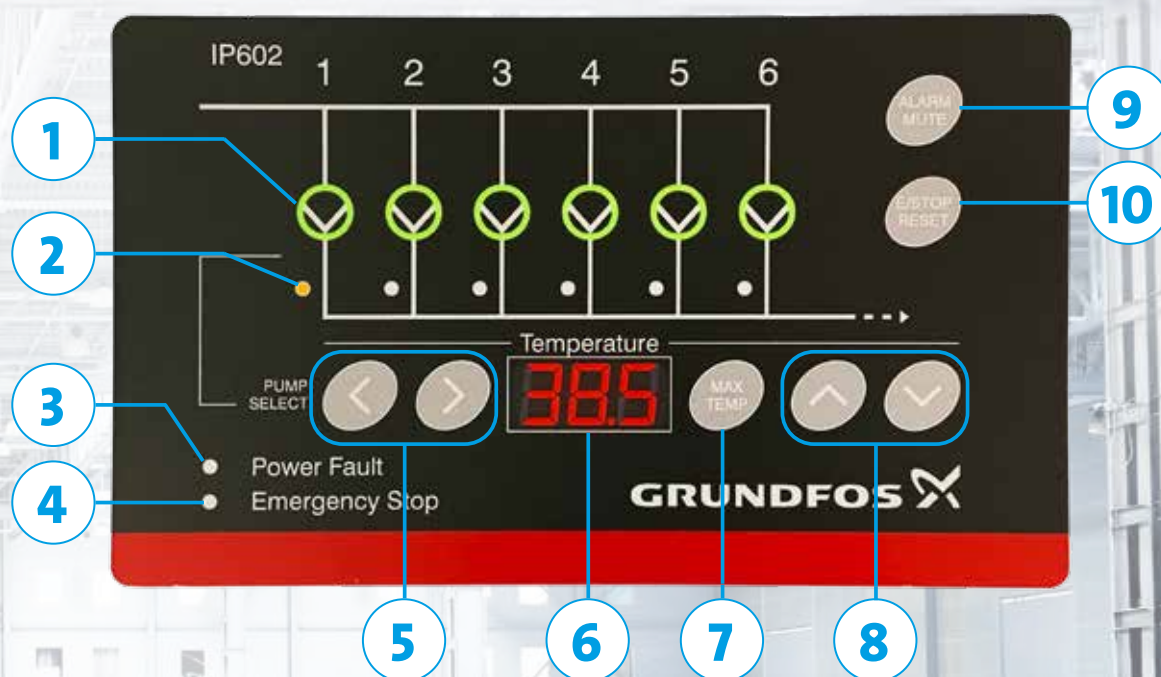 IP602
1 2 3 4 5 6
ALARM
MUTE
9
1
E/STOP
RESET
10
2
Temperature
PUMP
SELECT
38.5
MAX
TEMP
3
Power Fault
4
Emergency Stop
GRUNDFOS
5 6 7 8